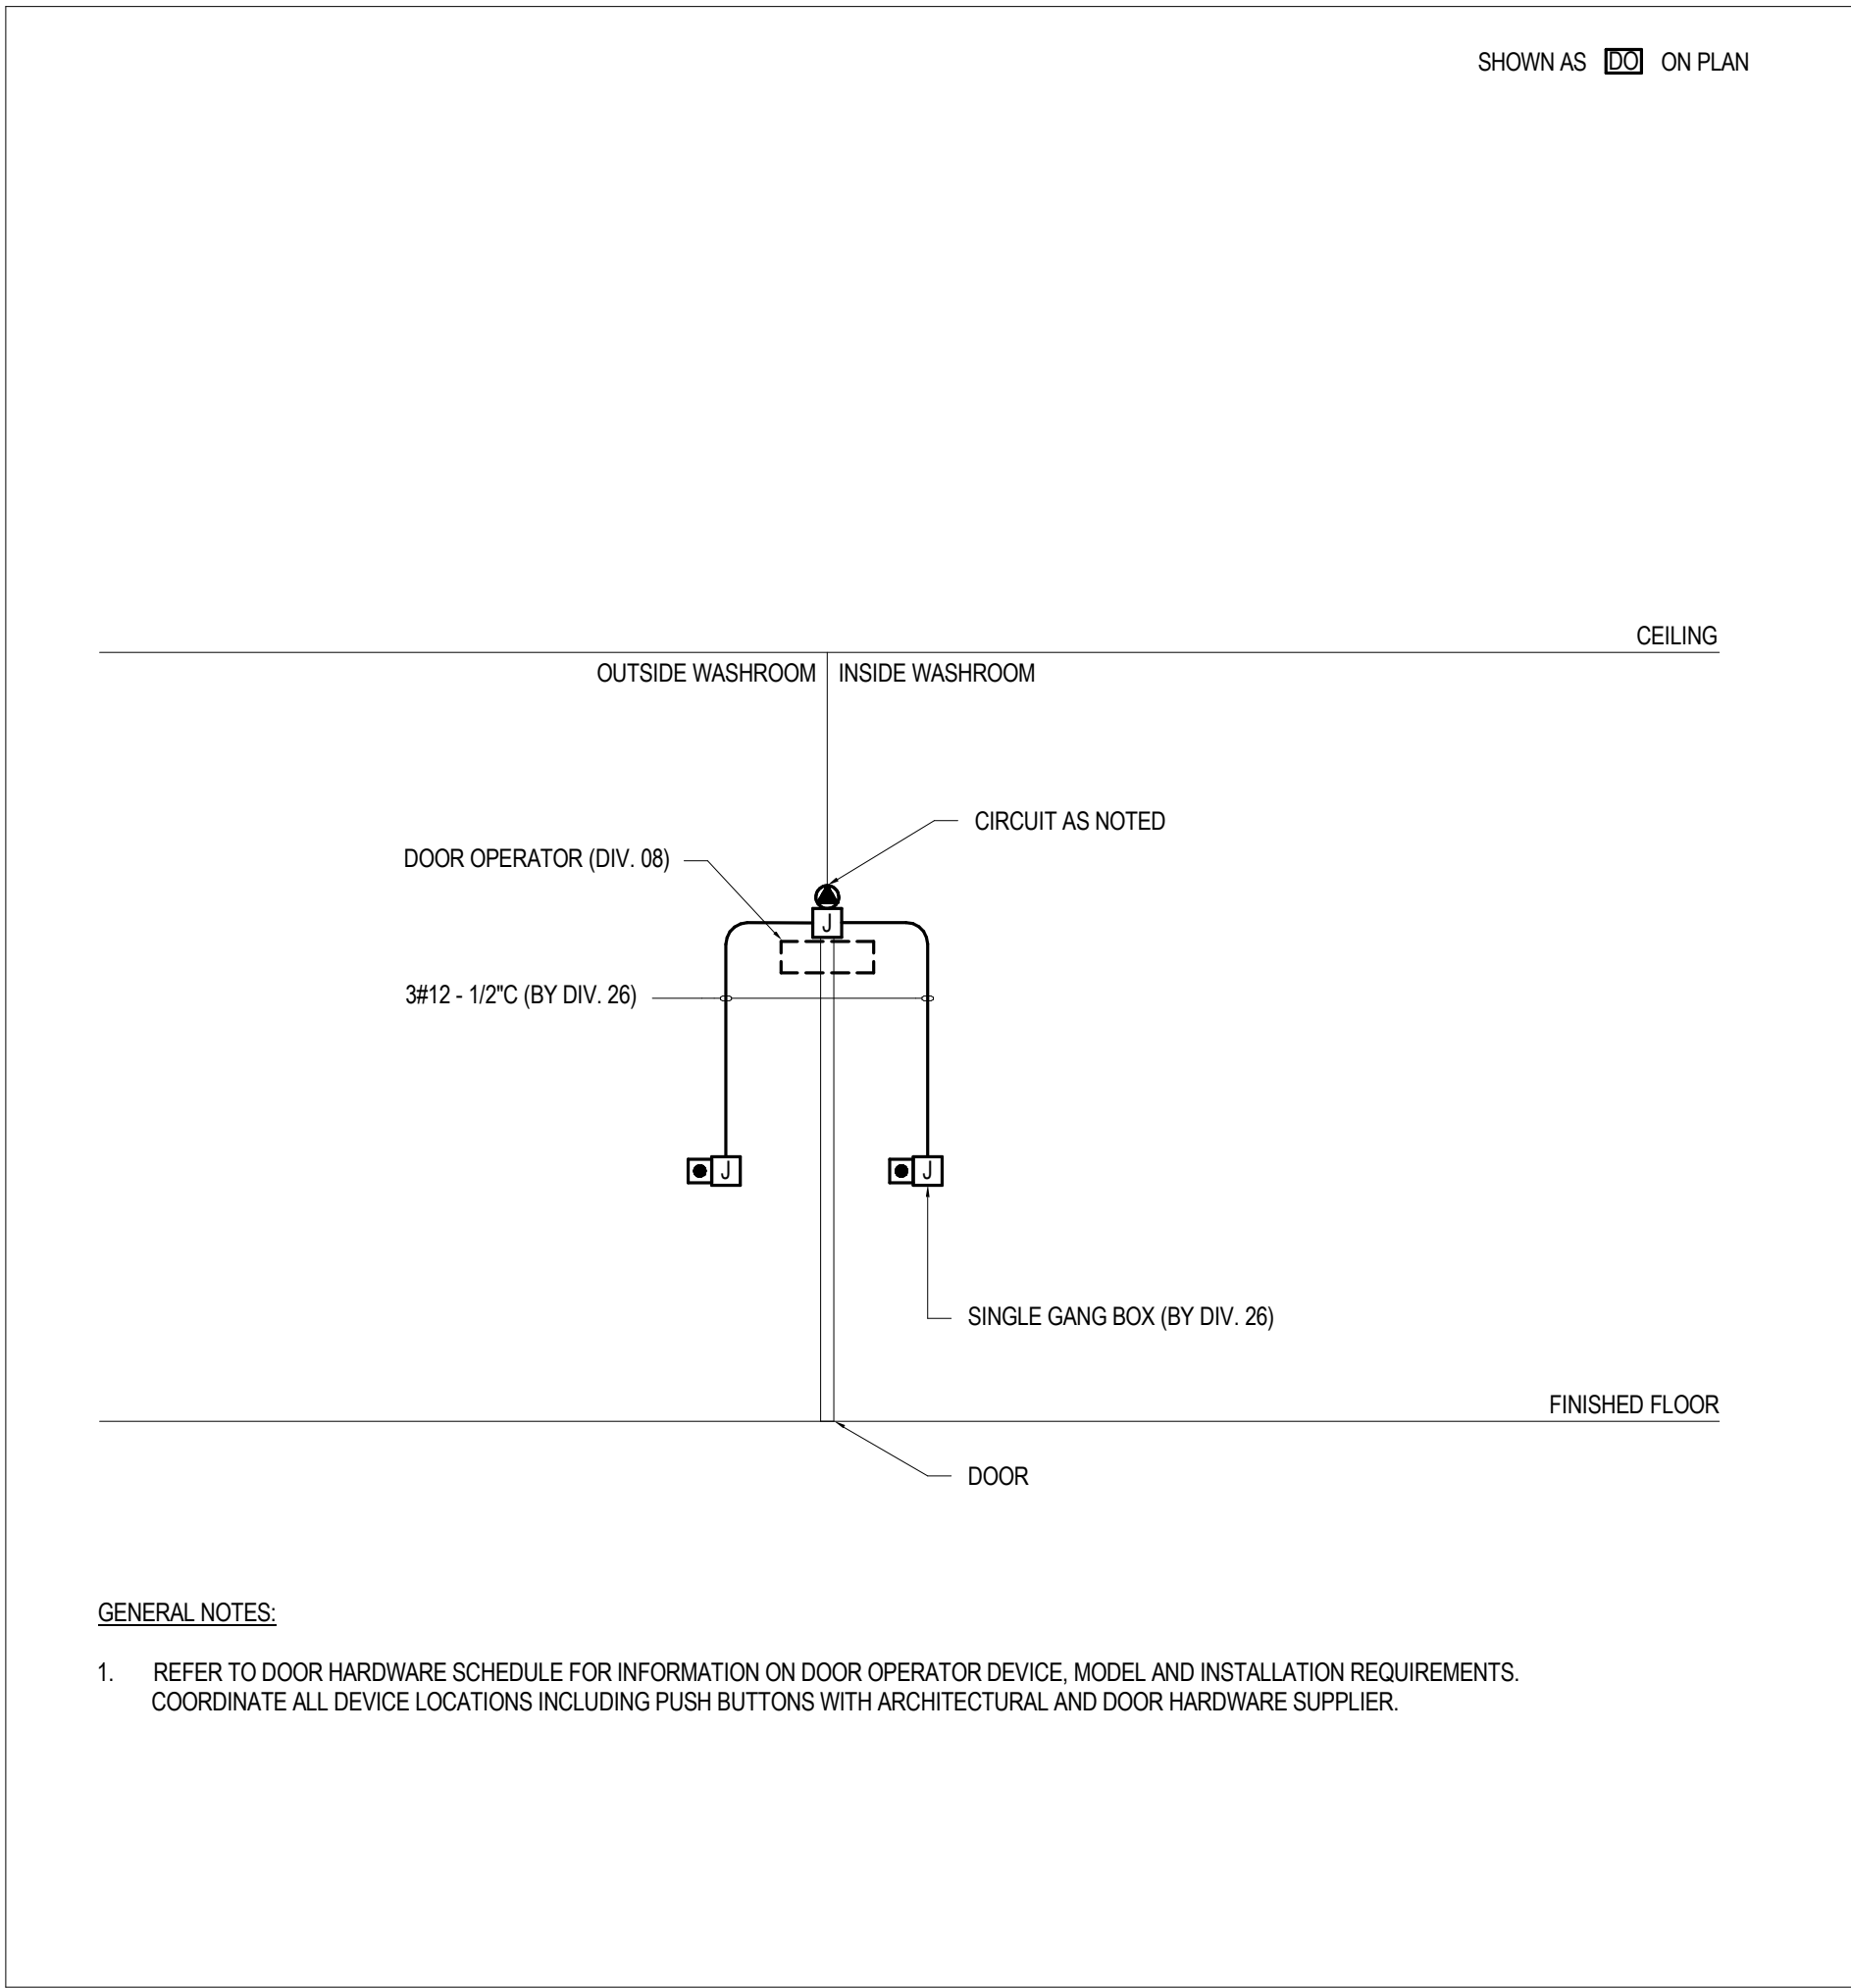 SHOWN AS DO ON PLAN
CEILING
OUTSIDE WASHROOM INSIDE WASHROOM
CIRCUIT AS NOTED
DOOR OPERATOR (DIV. 08)
J
3#12 - 1/2"C (BY DIV. 26)
J J
SINGLE GANG BOX (BY DIV. 26)
FINISHED FLOOR
DOOR
GENERAL NOTES:
1. REFER TO DOOR HARDWARE SCHEDULE FOR INFORMATION ON DOOR OPERATOR DEVICE, MODEL AND INSTALLATION REQUIREMENTS.
COORDINATE ALL DEVICE LOCATIONS INCLUDING PUSH BUTTONS WITH ARCHITECTURAL AND DOOR HARDWARE SUPPLIER.